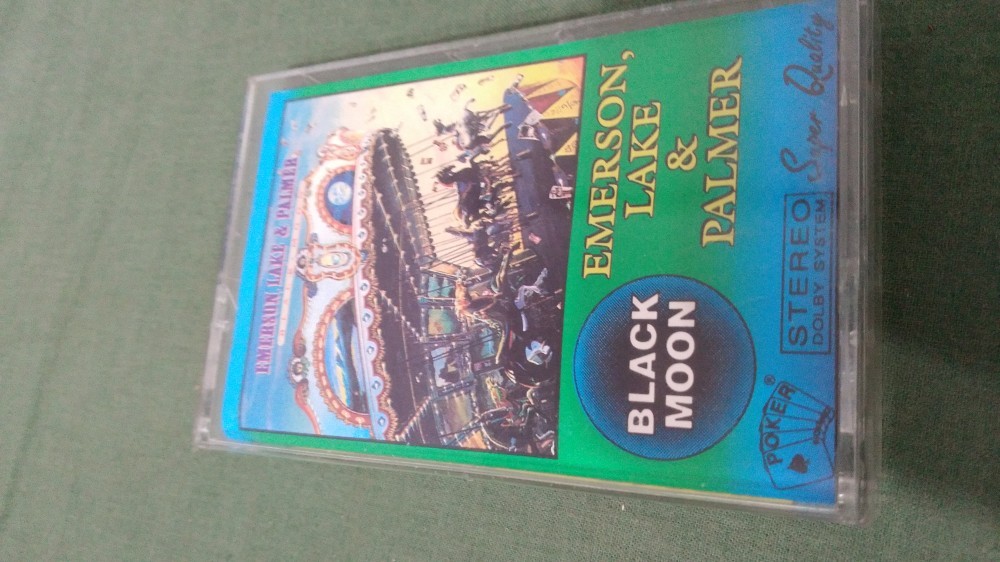 EMERSON LAKE & PALMER
EMERSON,
LAKE
&
PALMER
BLACK
MOON
STEREO
DOLBY SYSTEM
Super Quality
POKER®